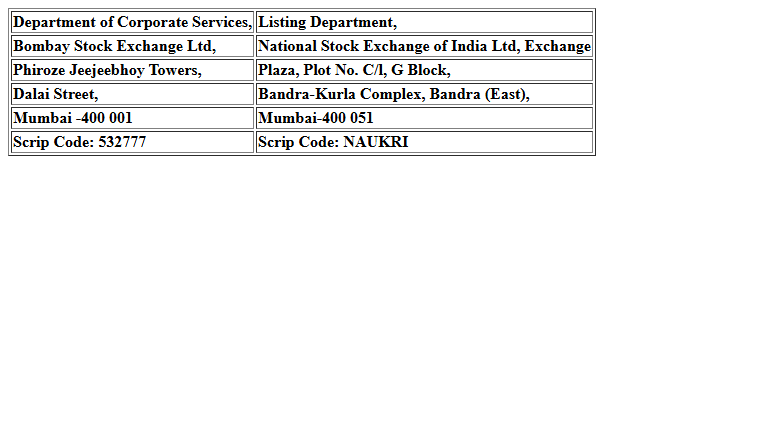 Department of Corporate Services, Listing Department,
Bombay Stock Exchange Ltd, National Stock Exchange of India Ltd, Exchange
Phiroze Jeejeebhoy Towers, Plaza, Plot No. C/l, G Block,
Dalai Street, Bandra-Kurla Complex, Bandra (East),
Mumbai -400 001 Mumbai-400 051
Scrip Code: 532777 Scrip Code: NAUKRI